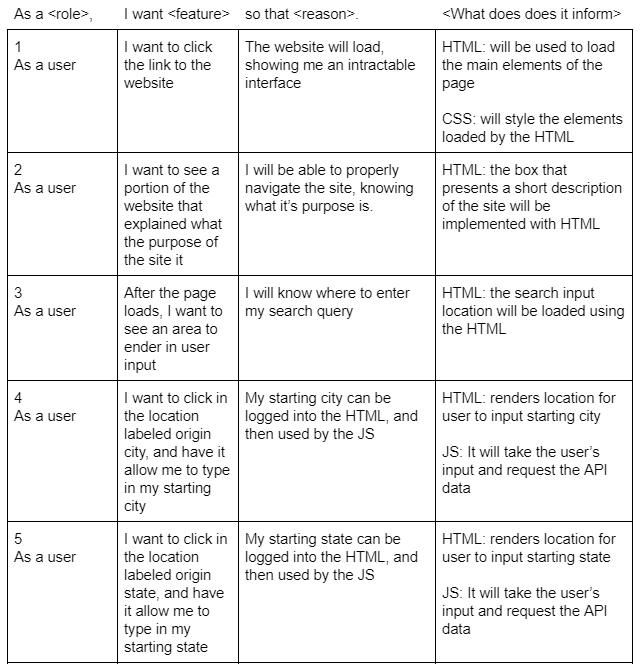 As a <role>,
I want <feature>
so that <reason>.
<What does does it inform>
1
As a user
I want to click
the link to the
website
The website will load,
showing me an intractable
interface
HTML: will be used to load
the main elements of the
page
CSS: will style the elements
loaded by the HTML
2
As a user
I want to see a
portion of the
website that
explained what
the purpose of
the site it
I will be able to properly
navigate the site, knowing
what it's purpose is.
HTML: the box that
presents a short description
of the site will be
implemented with HTML
3
As a user
After the page
loads, I want to
see an area to
ender in user
input
I will know where to enter
my search query
HTML: the search input
location will be loaded using
the HTML
4
As a user
I want to click in
the location
labeled origin
city, and have it
allow me to type
in my starting
city
My starting city can be
logged into the HTML, and
then used by the JS
HTML: renders location for
user to input starting city
JS: It will take the user's
input and request the API
data
5
As a user
I want to click in
the location
labeled origin
state, and have
it allow me to
type in my
starting state
My starting state can be
logged into the HTML, and
then used by the JS
HTML: renders location for
user to input starting state
JS: It will take the user's
input and request the API
data